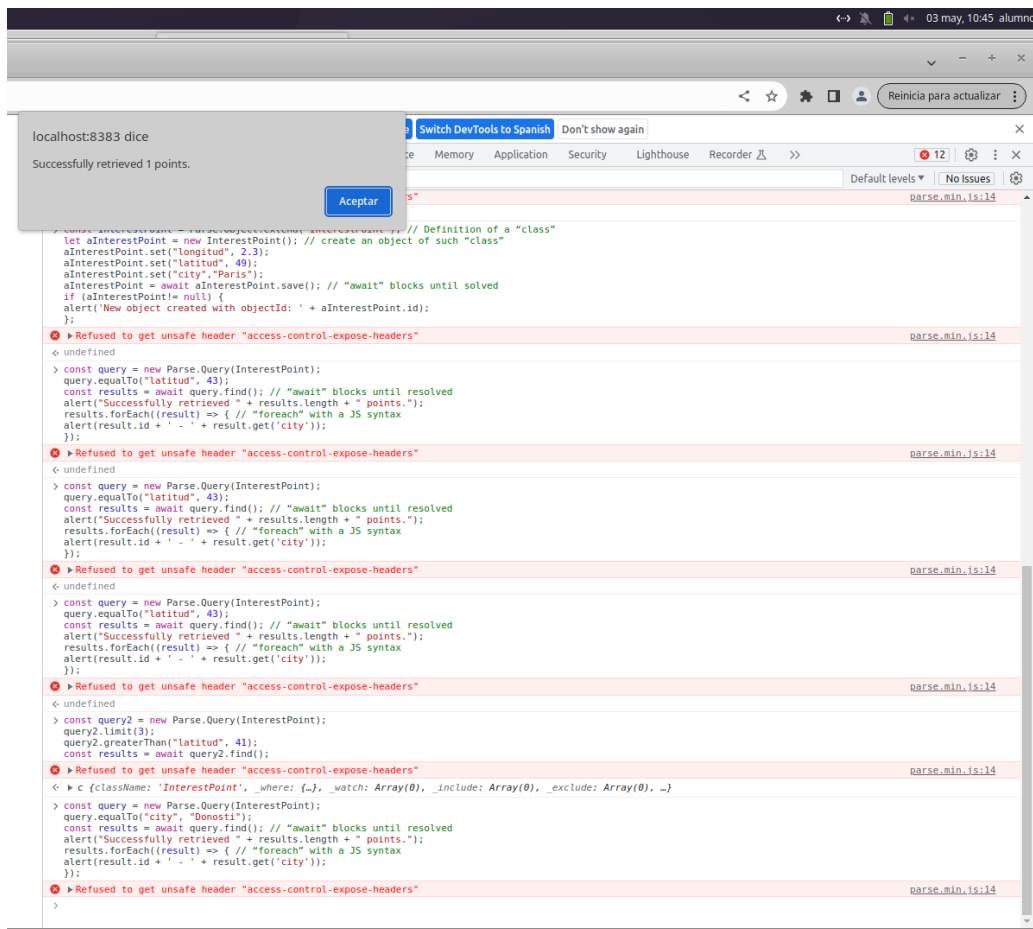 03 may, 10:45 alumno
Reinicia para actualizar
localhost:8383 dice
Successfully retrieved 1 points.
Aceptar
Switch DevTools to Spanish Don't show again
Memory Application Security Lighthouse Recorder
12
Default levels No Issues
parse.min.js:14
> const InterestPoint = Parse.Object.extend("InterestPoint"); // Definition of a “class”
let aInterestPoint = new InterestPoint(); // create an object of such “class”
aInterestPoint.set("longitud", 2.3);
aInterestPoint.set("latitud", 49);
aInterestPoint.set("city","Paris");
aInterestPoint = await aInterestPoint.save(); // “await” blocks until solved
if (aInterestPoint!= null) {
alert('New object created with objectId: ' + aInterestPoint.id);
};
Refused to get unsafe header "access-control-expose-headers" parse.min.js:14
undefined
> const query = new Parse.Query(InterestPoint);
query.equalTo("latitud", 43);
const results = await query.find(); // “await” blocks until resolved
alert("Successfully retrieved " + results.length + " points.");
results.forEach((result) => { // “foreach” with a JS syntax
alert(result.id + ' - ' + result.get('city'));
});
Refused to get unsafe header "access-control-expose-headers" parse.min.js:14
undefined
> const query = new Parse.Query(InterestPoint);
query.equalTo("latitud", 43);
const results = await query.find(); // “await” blocks until resolved
alert("Successfully retrieved " + results.length + " points.");
results.forEach((result) => { // “foreach” with a JS syntax
alert(result.id + ' - ' + result.get('city'));
});
Refused to get unsafe header "access-control-expose-headers" parse.min.js:14
undefined
> const query = new Parse.Query(InterestPoint);
query.equalTo("latitud", 43);
const results = await query.find(); // “await” blocks until resolved
alert("Successfully retrieved " + results.length + " points.");
results.forEach((result) => { // “foreach” with a JS syntax
alert(result.id + ' - ' + result.get('city'));
});
Refused to get unsafe header "access-control-expose-headers" parse.min.js:14
undefined
> const query2 = new Parse.Query(InterestPoint);
query2.limit(3);
query2.greaterThan("latitud", 41);
const results = await query2.find();
Refused to get unsafe header "access-control-expose-headers" parse.min.js:14
c {className: 'InterestPoint', _where: {…}, _watch: Array(0), _include: Array(0), _exclude: Array(0), …}
> const query = new Parse.Query(InterestPoint);
query.equalTo("city", "Donosti");
const results = await query.find(); // “await” blocks until resolved
alert("Successfully retrieved " + results.length + " points.");
results.forEach((result) => { // “foreach” with a JS syntax
alert(result.id + ' - ' + result.get('city'));
});
Refused to get unsafe header "access-control-expose-headers" parse.min.js:14
>